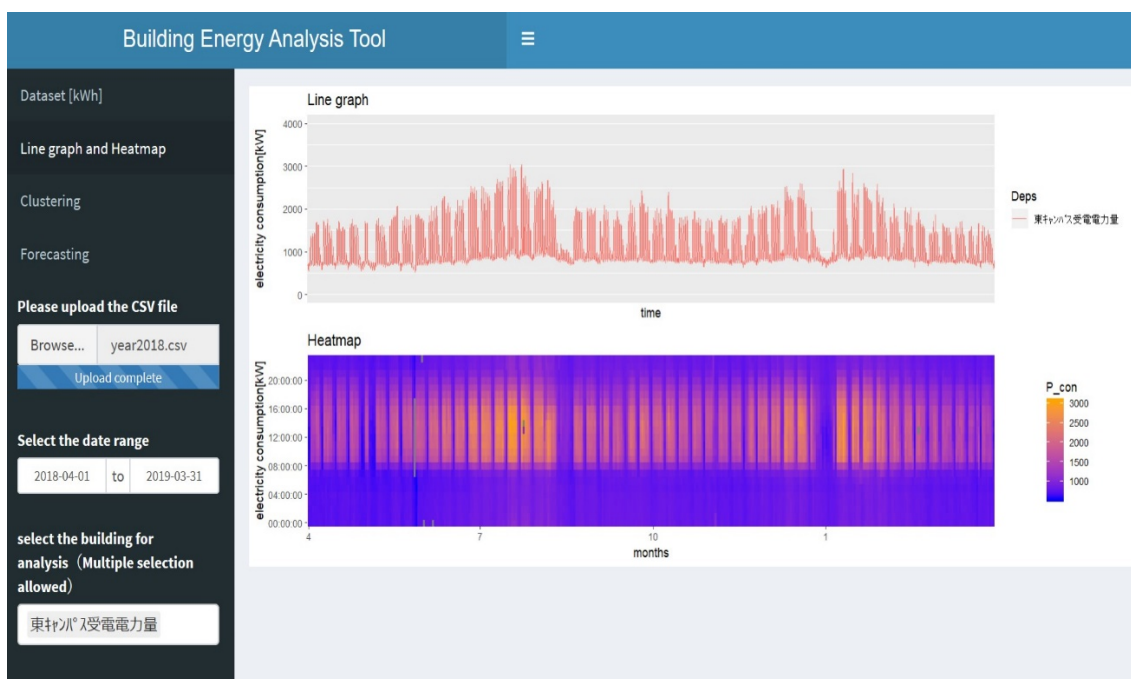 Building Energy Analysis Tool
Dataset [kWh]
Line graph and Heatmap
Clustering
Forecasting
Please upload the CSV file
Browse...
year2018.csv
Upload complete
Select the date range
2018-04-01
to
2019-03-31
select the building for
analysis（Multiple selection
allowed）
東ｷｬﾝﾊﾟｽ受電電力量
Line graph
electricity consumption[kW]
4000
3000
2000
1000
0
time
Deps
東ｷｬﾝﾊﾟｽ受電電力量
Heatmap
electricity consumption[kW]
20:00:00
16:00:00
12:00:00
08:00:00
04:00:00
00:00:00
4
7
10
1
months
P_con
3000
2500
2000
1500
1000